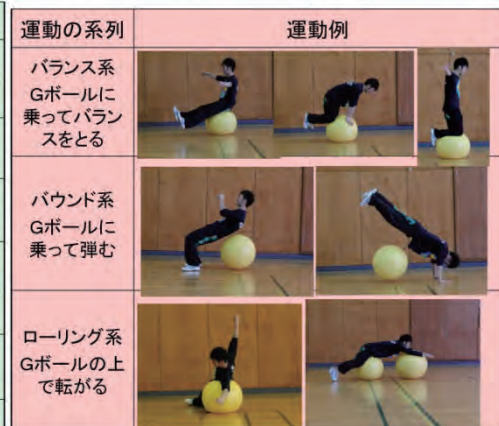 運動の系列
運動例
バランス系
Gボールに
乗ってバラン
スをとる
バウンド系
Gボールに
乗って弾む
ローリング系
Gボールの上
で転がる